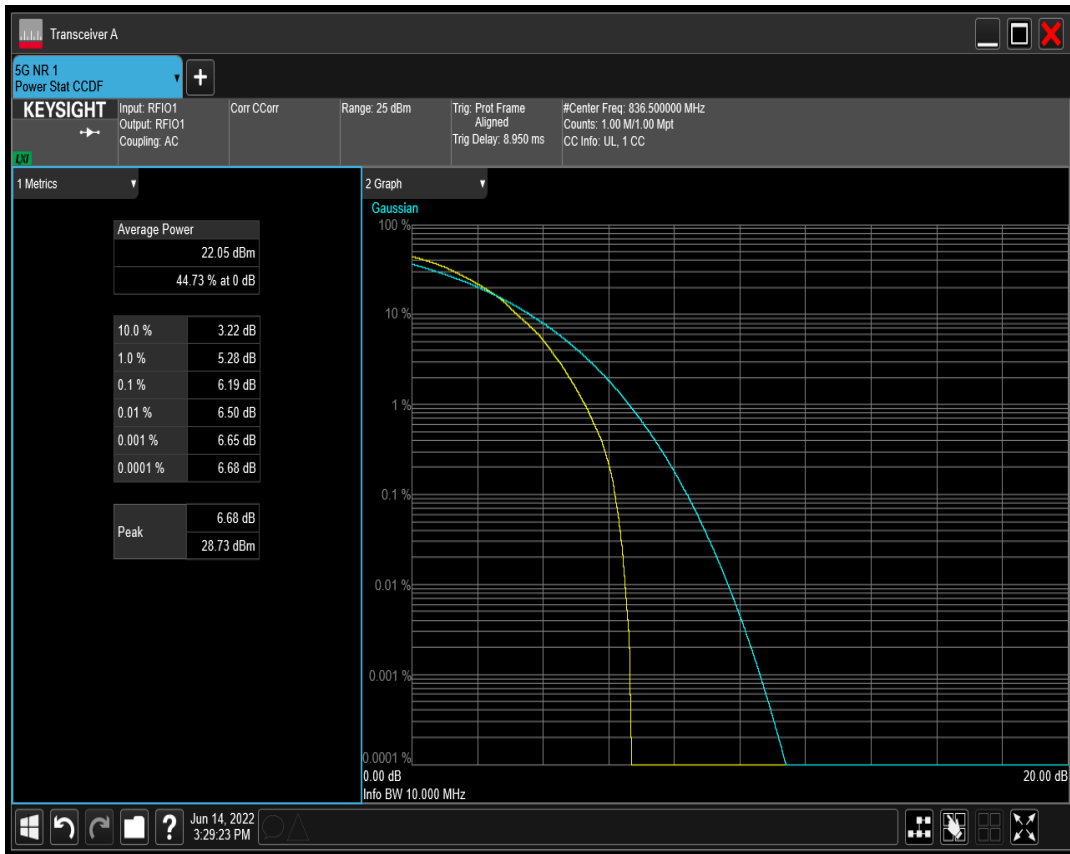 Transceiver A
5G NR 1
Power Stat CCDF
+
KEYSIGHT
LXI
Input: RFIO1
Output: RFIO1
Coupling: AC
Corr CCorr
Range: 25 dBm
Trig: Prot Frame
Aligned
Trig Delay: 8.950 ms
#Center Freq: 836.500000 MHz
Counts: 1.00 M/1.00 Mpt
CC Info: UL, 1 CC
1 Metrics
Average Power
22.05 dBm
44.73 % at 0 dB
10.0 % 3.22 dB
1.0 % 5.28 dB
0.1 % 6.19 dB
0.01 % 6.50 dB
0.001 % 6.65 dB
0.0001 % 6.68 dB
Peak
6.68 dB
28.73 dBm
2 Graph
Gaussian
100 %
10 %
1 %
0.1 %
0.01 %
0.001 %
0.0001 %
0.00 dB 20.00 dB
Info BW 10.000 MHz
?
Jun 14, 2022
3:29:23 PM